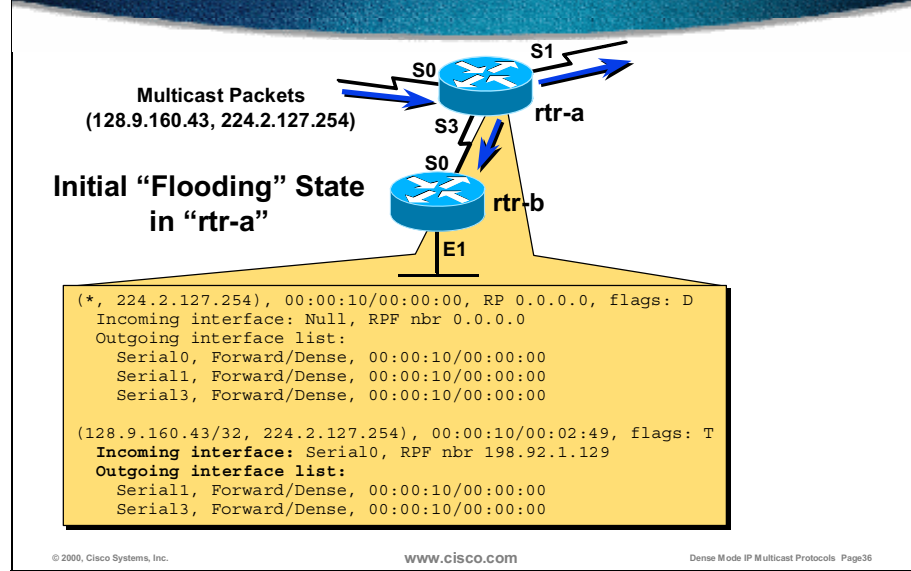 S1
S0
Multicast Packets
(128.9.160.43, 224.2.127.254)
rtr-a
S3
S0
Initial “Flooding” State
in “rtr-a”
rtr-b
E1
(*, 224.2.127.254), 00:00:10/00:00:00, RP 0.0.0.0, flags: D
Incoming interface: Null, RPF nbr 0.0.0.0
Outgoing interface list:
Serial0, Forward/Dense, 00:00:10/00:00:00
Serial1, Forward/Dense, 00:00:10/00:00:00
Serial3, Forward/Dense, 00:00:10/00:00:00
(128.9.160.43/32, 224.2.127.254), 00:00:10/00:02:49, flags: T
Incoming interface: Serial0, RPF nbr 198.92.1.129
Outgoing interface list:
Serial1, Forward/Dense, 00:00:10/00:00:00
Serial3, Forward/Dense, 00:00:10/00:00:00
© 2000, Cisco Systems, Inc.
www.cisco.com
Dense Mode IP Multicast Protocols Page36